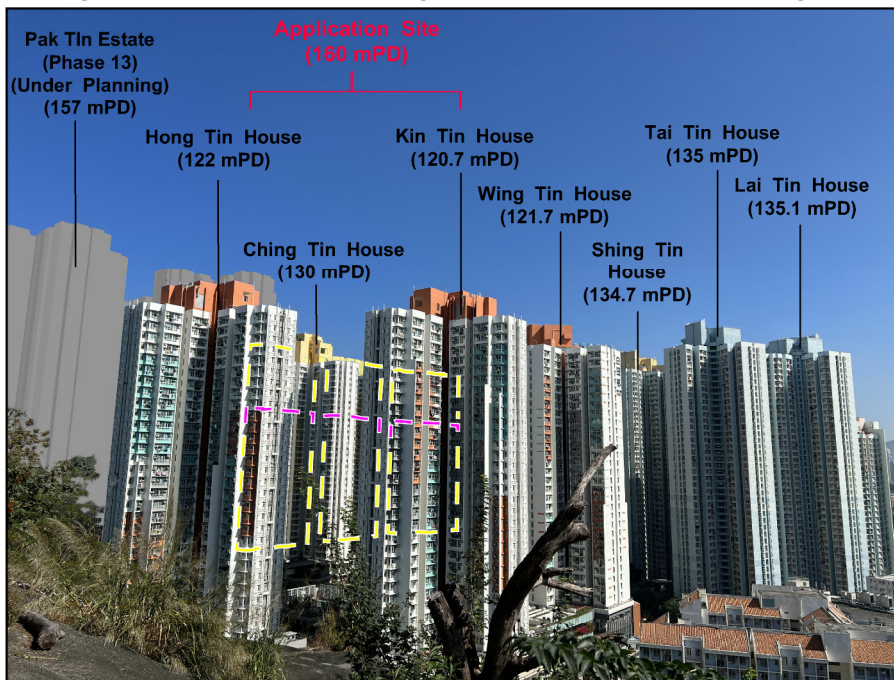 Application Site
(160 mPD)
Pak TIn Estate
(Phase 13)
(Under Planning)
(157 mPD)
Hong Tin House
(122 mPD)
Kin Tin House
(120.7 mPD)
Tai Tin House
(135 mPD)
Lai Tin House
(135.1 mPD)
Wing Tin House
(121.7 mPD)
Ching Tin House
(130 mPD)
Shing Tin
House
(134.7 mPD)